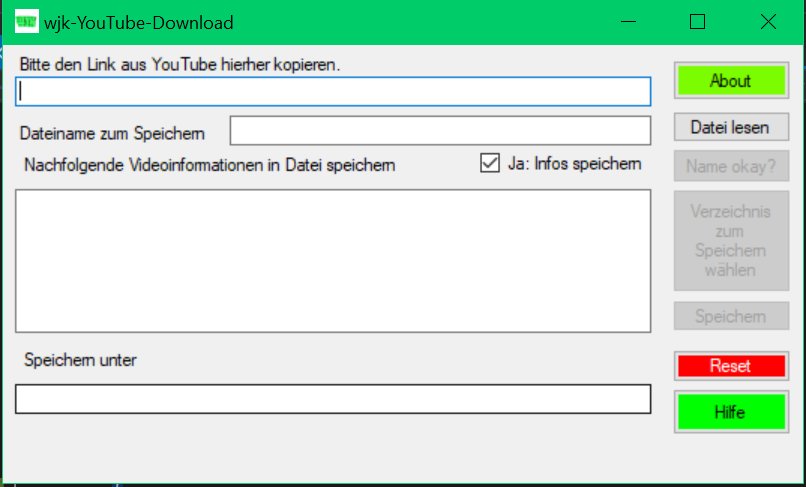 wjk-YouTube-Download
Bitte den Link aus YouTube hierher kopieren.
About
Dateiname zum Speichern
Datei lesen
Nachfolgende Videoinformationen in Datei speichern
Ja: Infos speichern
Name okay?
Verzeichnis
zum
Speichern
wählen
Speichern
Speichern unter
Reset
Hilfe